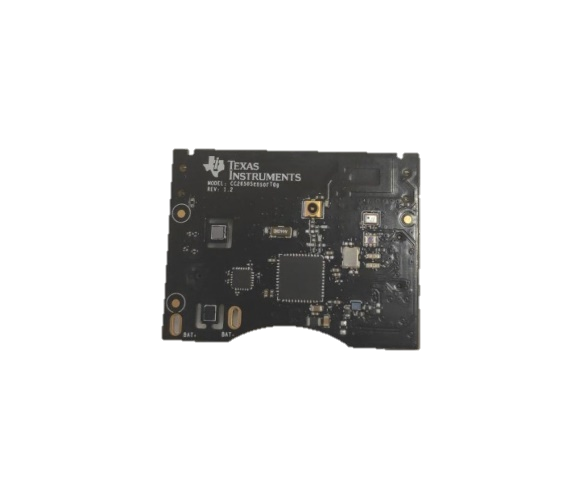 TEXAS
INSTRUMENTS
MODEL: CC2650SensorTag
REV: 1.2
BAT+
BAT-